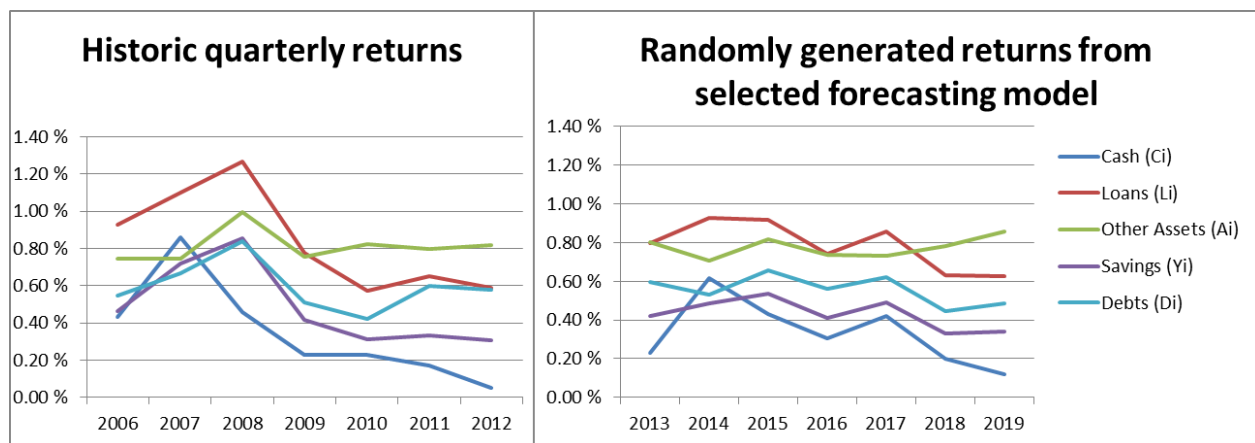 Historic quarterly returns
1.40 %
1.20 %
1.00 %
0.80 %
0.60 %
0.40 %
0.20 %
0.00 %
2006 2007 2008 2009 2010 2011 2012
Randomly generated returns from
selected forecasting model
1.40 %
1.20 %
1.00 %
0.80 %
0.60 %
0.40 %
0.20 %
0.00 %
2013 2014 2015 2016 2017 2018 2019
Cash (Ci)
Loans (Li)
Other Assets (Ai)
Savings (Yi)
Debts (Di)